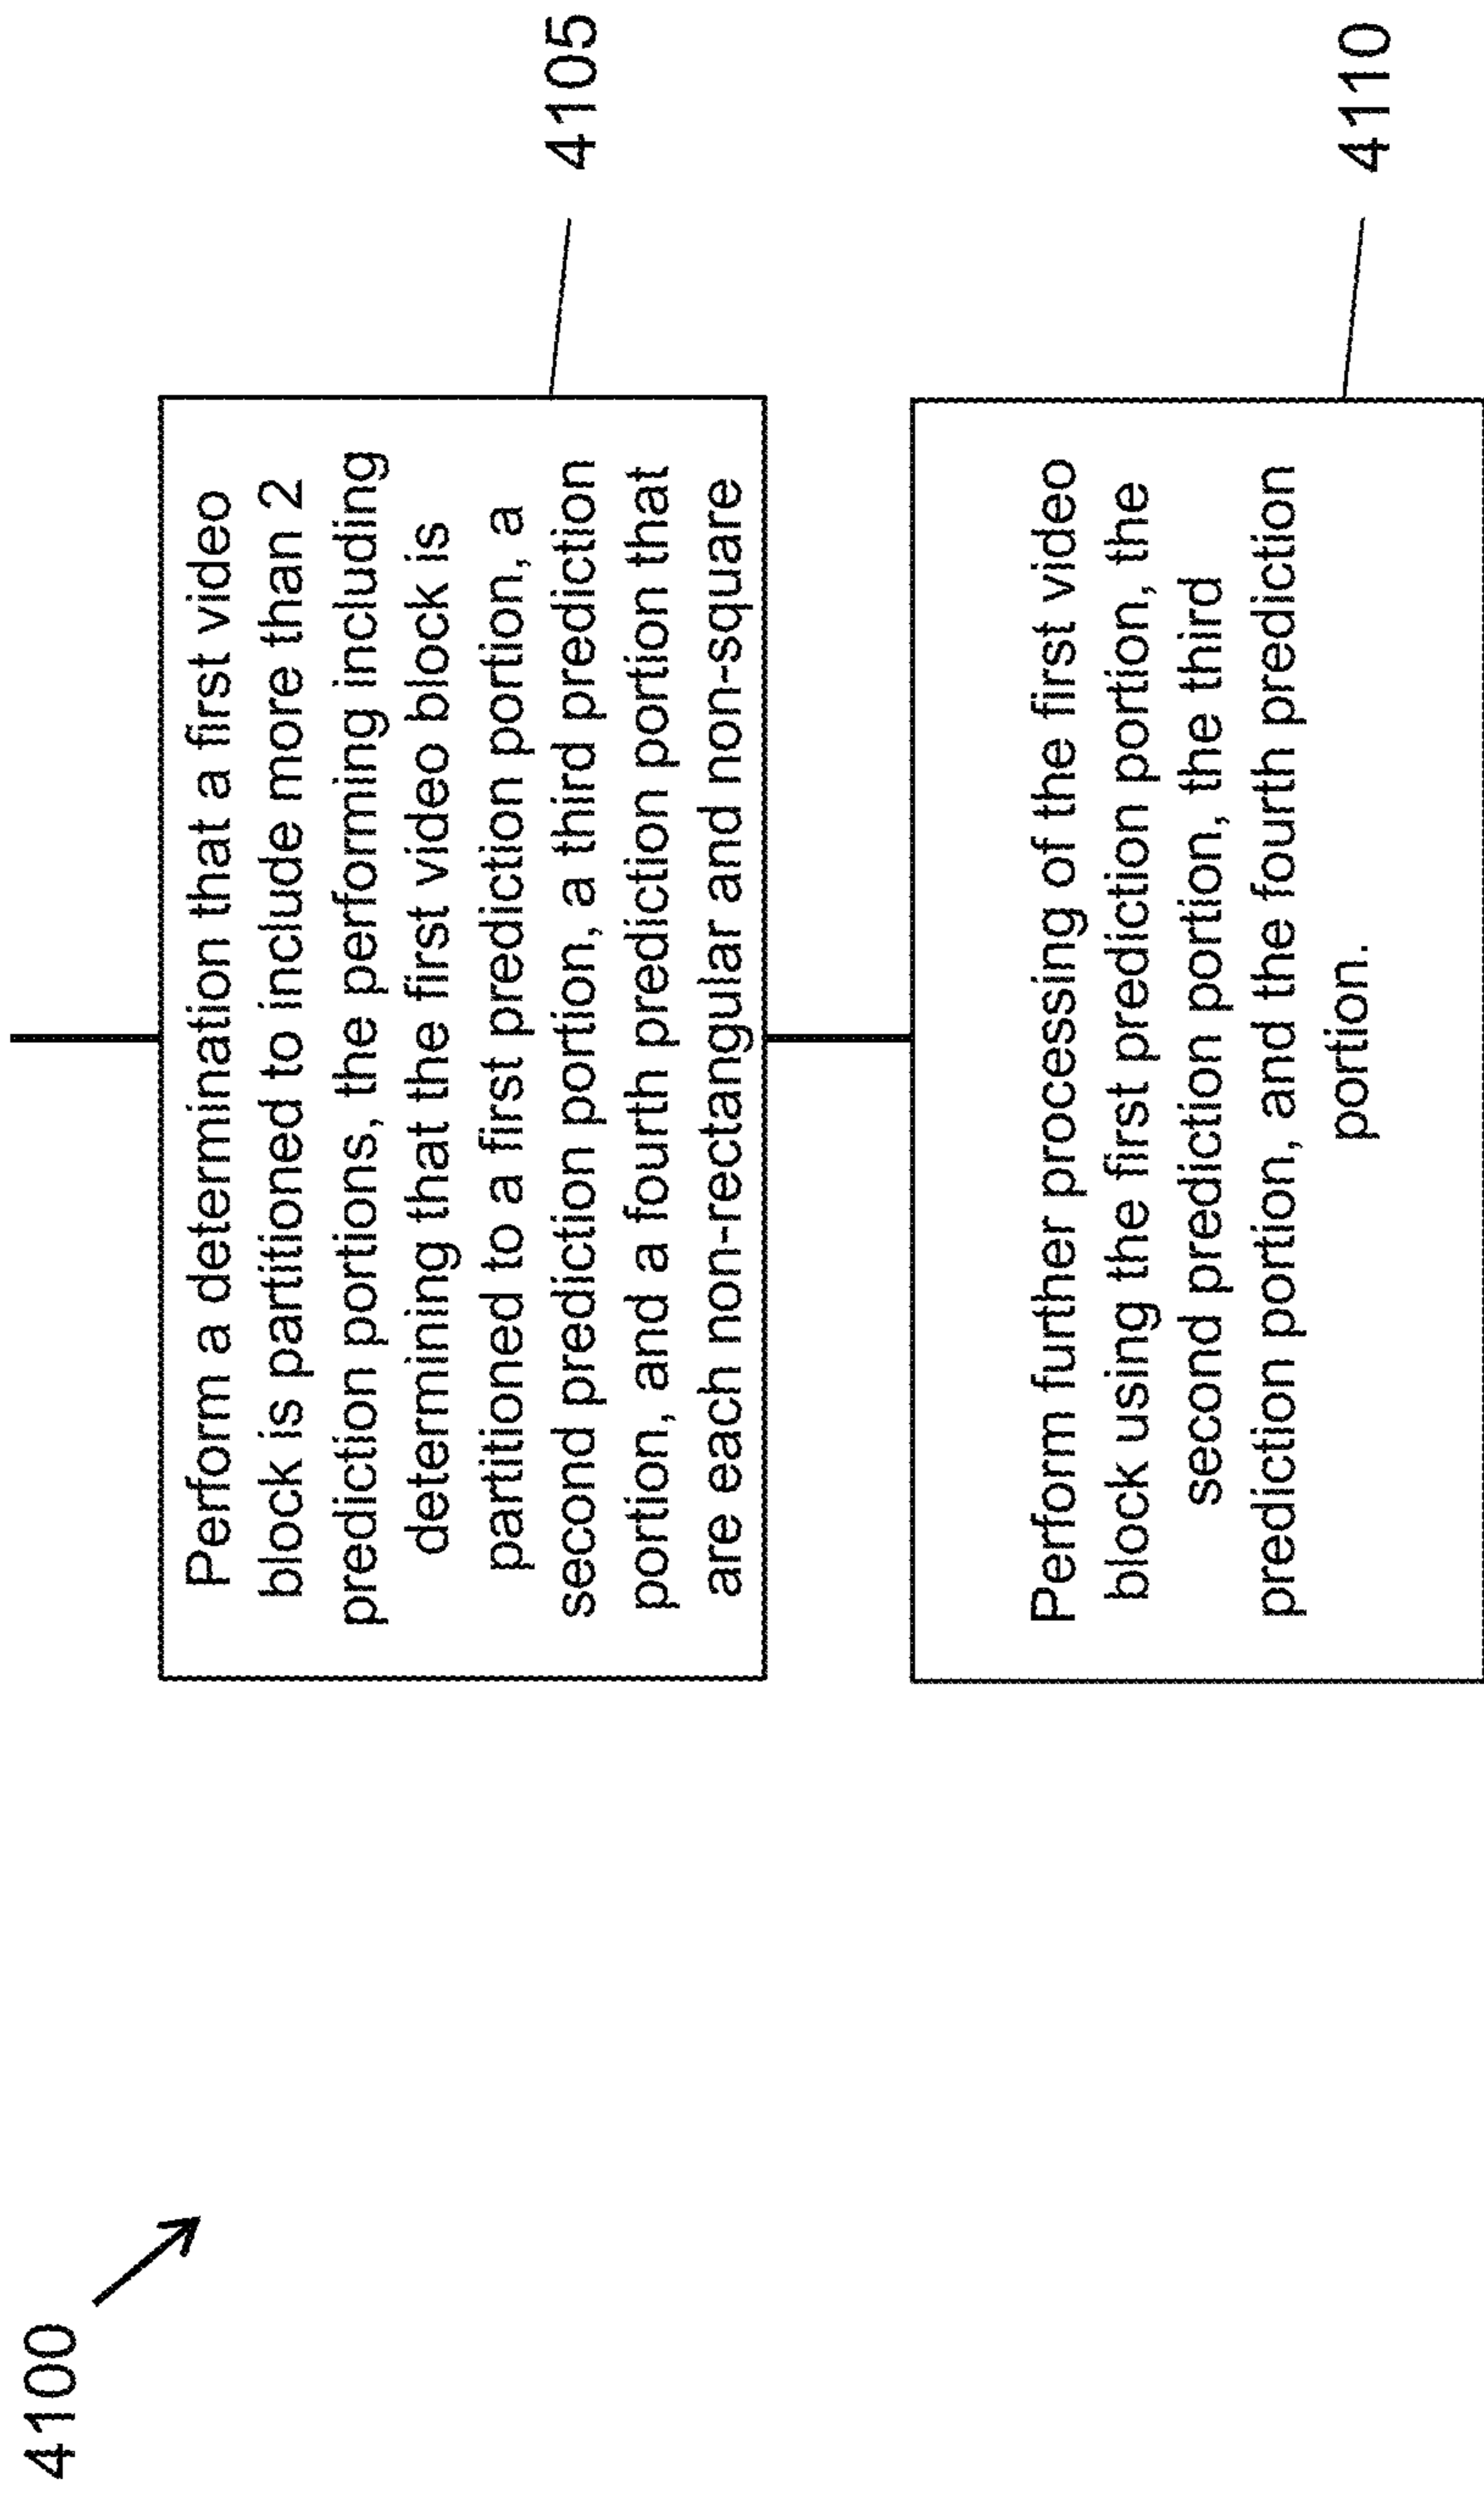 4100
Perform a determination that a first video
block is partitioned to include more than 2
prediction portions, the performing including
determining that the first video block is
partitioned to a first prediction portion, a
second prediction portion, a third prediction
portion, and a fourth prediction portion that
are each non-rectangular and non-square
4105
Perform further processing of the first video
block using the first prediction portion, the
second prediction portion, the third
prediction portion, and the fourth prediction
portion.
4110